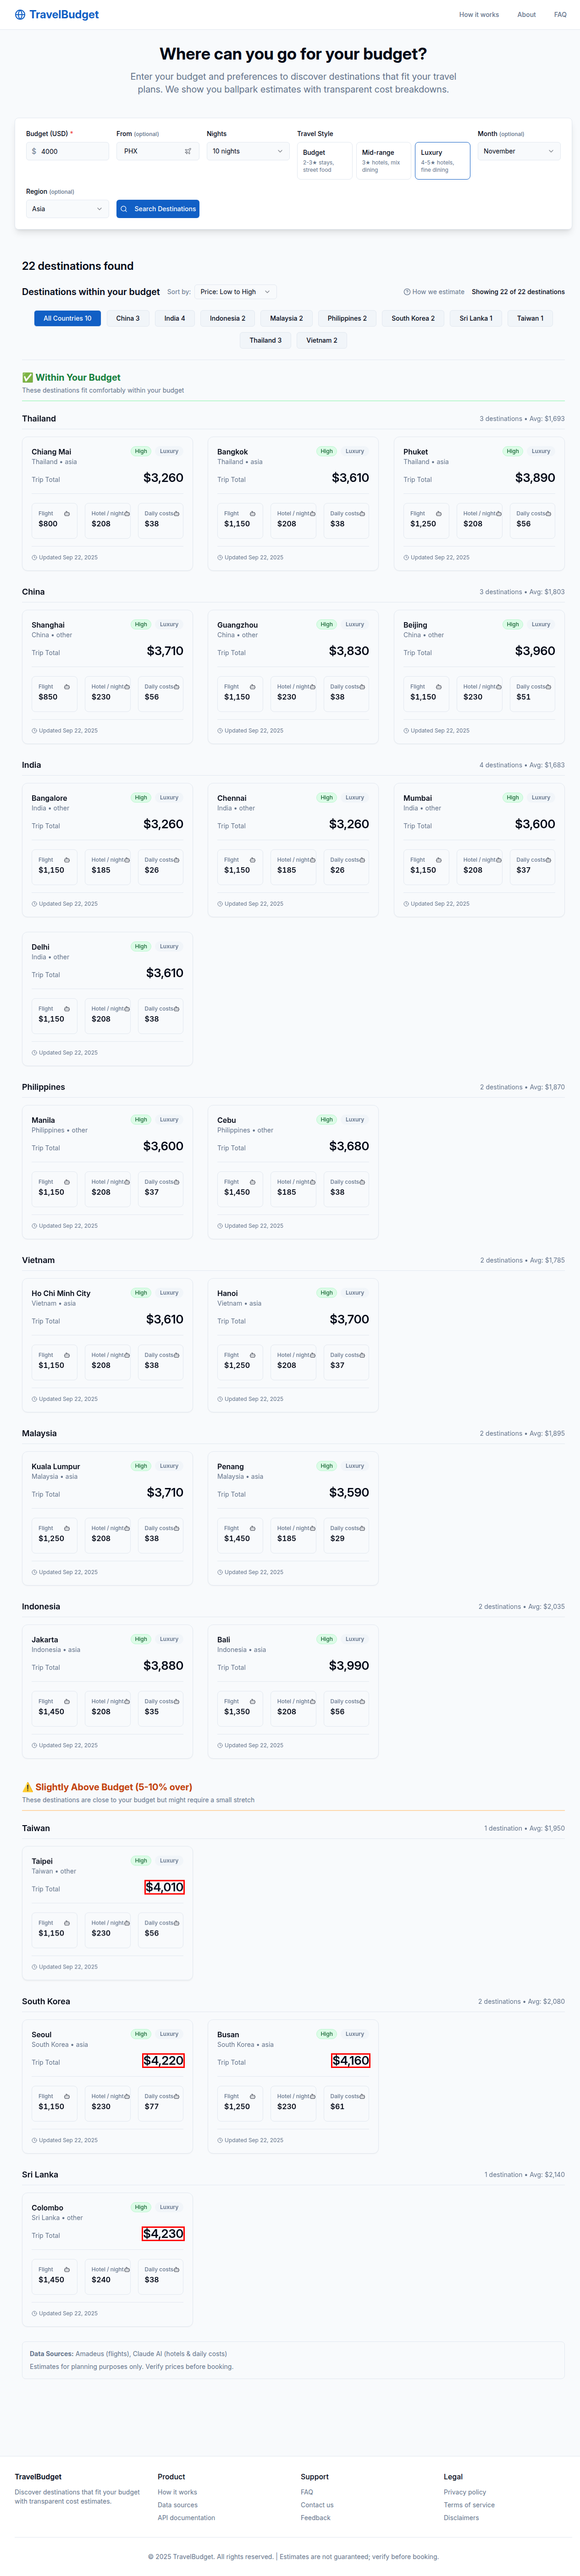 TravelBudget
How it works
About
FAQ
Where can you go for your budget?
Enter your budget and preferences to discover destinations that fit your travel
plans. We show you ballpark estimates with transparent cost breakdowns.
Budget (USD) *
$ 4000
From (optional)
PHX
Nights
10 nights
Travel Style
Budget
2-3★ stays,
street food
Mid-range
3★ hotels, mix
dining
Luxury
4-5★ hotels,
fine dining
Month (optional)
November
Region (optional)
Asia
Search Destinations
22 destinations found
Destinations within your budget
Sort by: Price: Low to High
How we estimate
Showing 22 of 22 destinations
All Countries 10
China 3
India 4
Indonesia 2
Malaysia 2
Philippines 2
South Korea 2
Sri Lanka 1
Taiwan 1
Thailand 3
Vietnam 2
✅ Within Your Budget
These destinations fit comfortably within your budget
Thailand
3 destinations • Avg: $1,693
Chiang Mai High Luxury
Thailand • asia
Trip Total $3,260
Flight Hotel / night Daily costs
$800 $208 $38
Updated Sep 22, 2025
Bangkok High Luxury
Thailand • asia
Trip Total $3,610
Flight Hotel / night Daily costs
$1,150 $208 $38
Updated Sep 22, 2025
Phuket High Luxury
Thailand • asia
Trip Total $3,890
Flight Hotel / night Daily costs
$1,250 $208 $56
Updated Sep 22, 2025
China
3 destinations • Avg: $1,803
Shanghai High Luxury
China • other
Trip Total $3,710
Flight Hotel / night Daily costs
$850 $230 $56
Updated Sep 22, 2025
Guangzhou High Luxury
China • other
Trip Total $3,830
Flight Hotel / night Daily costs
$1,150 $230 $38
Updated Sep 22, 2025
Beijing High Luxury
China • other
Trip Total $3,960
Flight Hotel / night Daily costs
$1,150 $230 $51
Updated Sep 22, 2025
India
4 destinations • Avg: $1,683
Bangalore High Luxury
India • other
Trip Total $3,260
Flight Hotel / night Daily costs
$1,150 $185 $26
Updated Sep 22, 2025
Chennai High Luxury
India • other
Trip Total $3,260
Flight Hotel / night Daily costs
$1,150 $185 $26
Updated Sep 22, 2025
Mumbai High Luxury
India • other
Trip Total $3,600
Flight Hotel / night Daily costs
$1,150 $208 $37
Updated Sep 22, 2025
Delhi High Luxury
India • other
Trip Total $3,610
Flight Hotel / night Daily costs
$1,150 $208 $38
Updated Sep 22, 2025
Philippines
2 destinations • Avg: $1,870
Manila High Luxury
Philippines • other
Trip Total $3,600
Flight Hotel / night Daily costs
$1,150 $208 $37
Updated Sep 22, 2025
Cebu High Luxury
Philippines • other
Trip Total $3,680
Flight Hotel / night Daily costs
$1,450 $185 $38
Updated Sep 22, 2025
Vietnam
2 destinations • Avg: $1,785
Ho Chi Minh City High Luxury
Vietnam • asia
Trip Total $3,610
Flight Hotel / night Daily costs
$1,150 $208 $38
Updated Sep 22, 2025
Hanoi High Luxury
Vietnam • asia
Trip Total $3,700
Flight Hotel / night Daily costs
$1,250 $208 $37
Updated Sep 22, 2025
Malaysia
2 destinations • Avg: $1,895
Kuala Lumpur High Luxury
Malaysia • asia
Trip Total $3,710
Flight Hotel / night Daily costs
$1,250 $208 $38
Updated Sep 22, 2025
Penang High Luxury
Malaysia • asia
Trip Total $3,590
Flight Hotel / night Daily costs
$1,450 $185 $29
Updated Sep 22, 2025
Indonesia
2 destinations • Avg: $2,035
Jakarta High Luxury
Indonesia • asia
Trip Total $3,880
Flight Hotel / night Daily costs
$1,450 $208 $35
Updated Sep 22, 2025
Bali High Luxury
Indonesia • asia
Trip Total $3,990
Flight Hotel / night Daily costs
$1,350 $208 $56
Updated Sep 22, 2025
⚠️ Slightly Above Budget (5-10% over)
These destinations are close to your budget but might require a small stretch
Taiwan
1 destination • Avg: $1,950
Taipei High Luxury
Taiwan • other
Trip Total $4,010
Flight Hotel / night Daily costs
$1,150 $230 $56
Updated Sep 22, 2025
South Korea
2 destinations • Avg: $2,080
Seoul High Luxury
South Korea • asia
Trip Total $4,220
Flight Hotel / night Daily costs
$1,150 $230 $77
Updated Sep 22, 2025
Busan High Luxury
South Korea • asia
Trip Total $4,160
Flight Hotel / night Daily costs
$1,250 $230 $61
Updated Sep 22, 2025
Sri Lanka
1 destination • Avg: $2,140
Colombo High Luxury
Sri Lanka • other
Trip Total $4,230
Flight Hotel / night Daily costs
$1,450 $240 $38
Updated Sep 22, 2025
Data Sources: Amadeus (flights), Claude AI (hotels & daily costs)
Estimates for planning purposes only. Verify prices before booking.
TravelBudget
Discover destinations that fit your budget
with transparent cost estimates.
Product
How it works
Data sources
API documentation
Support
FAQ
Contact us
Feedback
Legal
Privacy policy
Terms of service
Disclaimers
© 2025 TravelBudget. All rights reserved. | Estimates are not guaranteed; verify before booking.